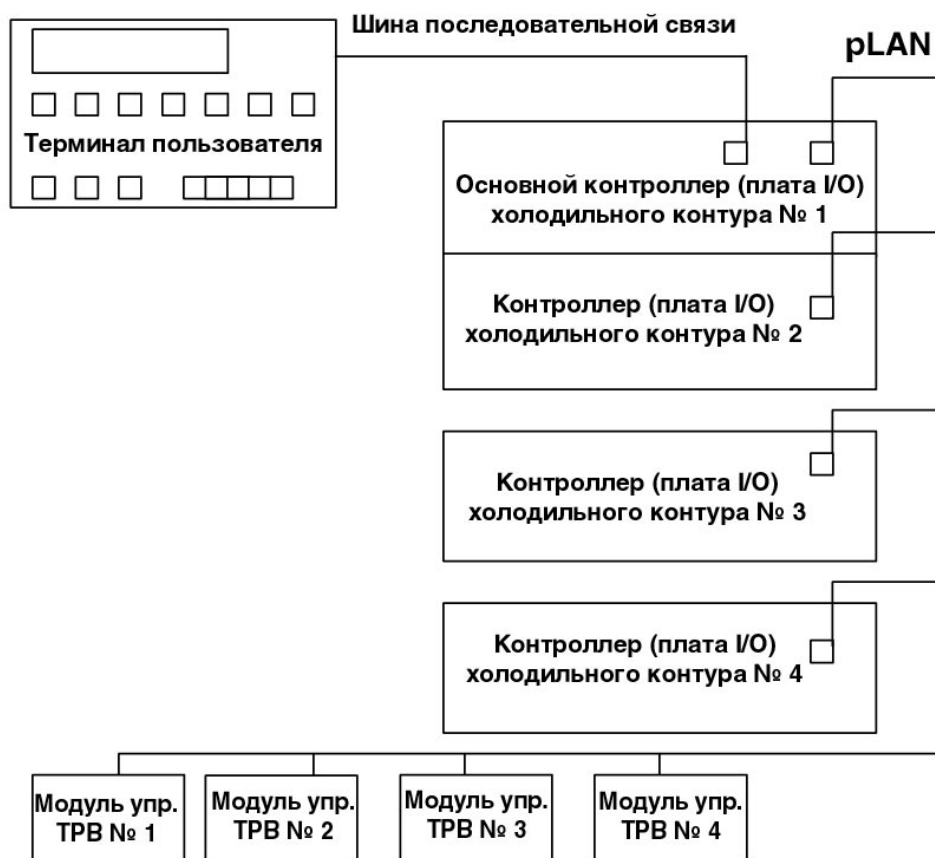 Шина последовательной связи
pLAN
Терминал пользователя
Основной контроллер (плата I/O)
холодильного контура № 1
Контроллер (плата I/O)
холодильного контура № 2
Контроллер (плата I/O)
холодильного контура № 3
Контроллер (плата I/O)
холодильного контура № 4
Модуль упр.
ТРВ № 1
Модуль упр.
ТРВ № 2
Модуль упр.
ТРВ № 3
Модуль упр.
ТРВ № 4